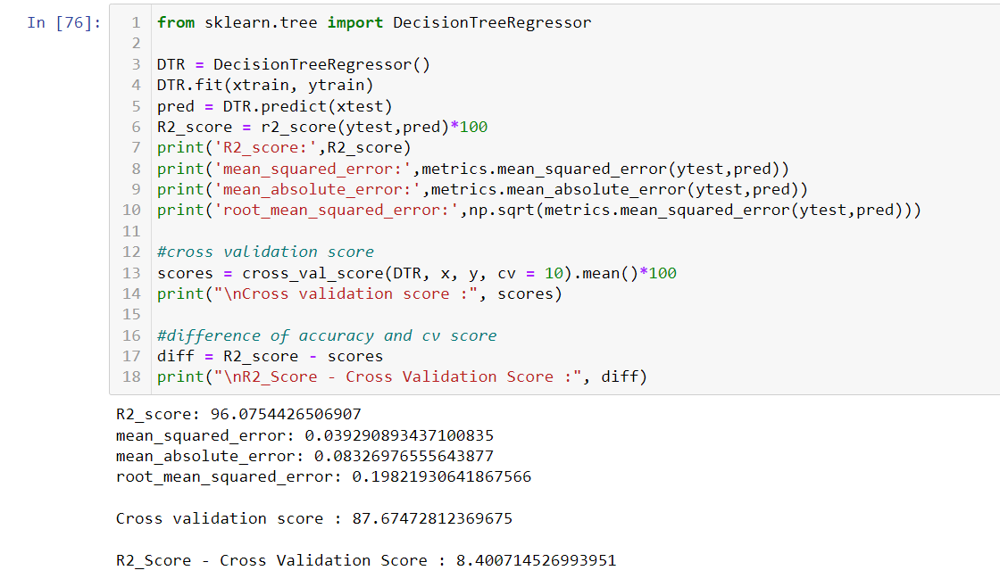 In [76]:
1 from sklearn.tree import DecisionTreeRegressor
2
3 DTR = DecisionTreeRegressor()
4 DTR.fit(xtrain, ytrain)
5 pred = DTR.predict(xtest)
6 R2_score = r2_score(ytest,pred)*100
7 print('R2_score:',R2_score)
8 print('mean_squared_error:',metrics.mean_squared_error(ytest,pred))
9 print('mean_absolute_error:',metrics.mean_absolute_error(ytest,pred))
10 print('root_mean_squared_error:',np.sqrt(metrics.mean_squared_error(ytest,pred)))
11
12 #cross validation score
13 scores = cross_val_score(DTR, x, y, cv = 10).mean()*100
14 print("\nCross validation score :", scores)
15
16 #difference of accuracy and cv score
17 diff = R2_score - scores
18 print("\nR2_Score - Cross Validation Score :", diff)
R2_score: 96.0754426506907
mean_squared_error: 0.039290893437100835
mean_absolute_error: 0.08326976555643877
root_mean_squared_error: 0.19821930641867566
Cross validation score : 87.67472812369675
R2_Score - Cross Validation Score : 8.400714526993951